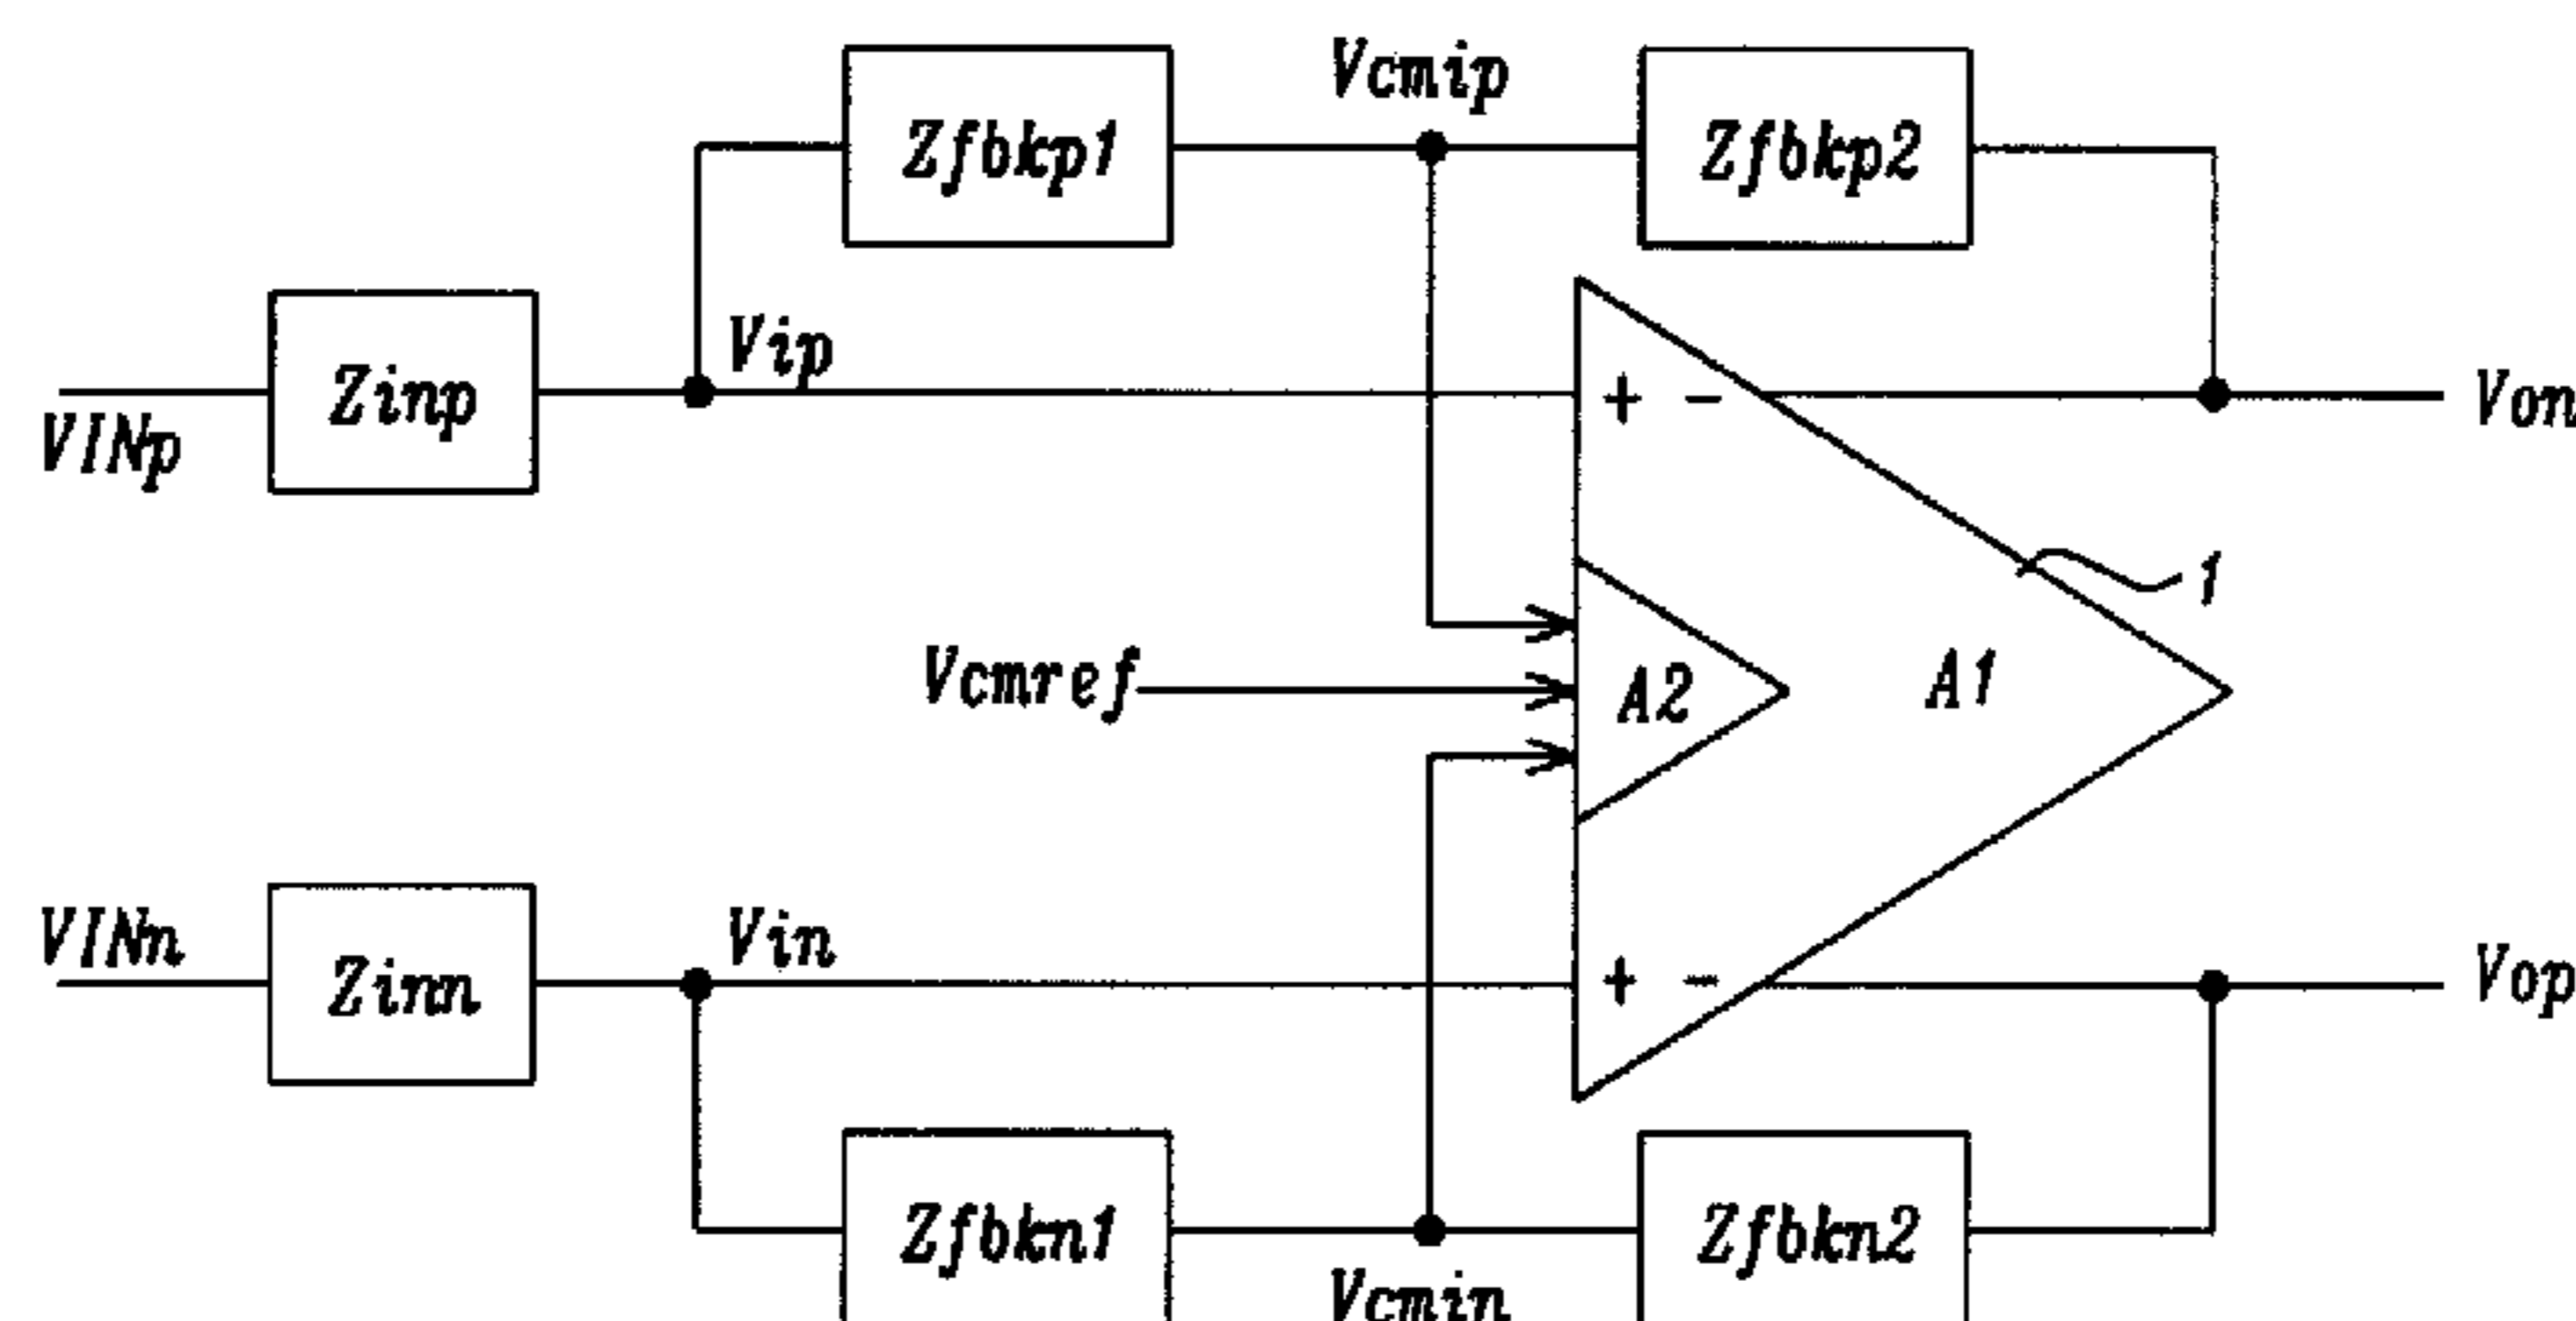 Vcmip
Zfbkp1
Zfbkp2
Vip
Zinp
VINp
+ -
Von
1
Vcmref
A2
A1
VINn
Vin
Zinn
+ -
Vop
Zfbkn1
Zfbkn2
Vcmin